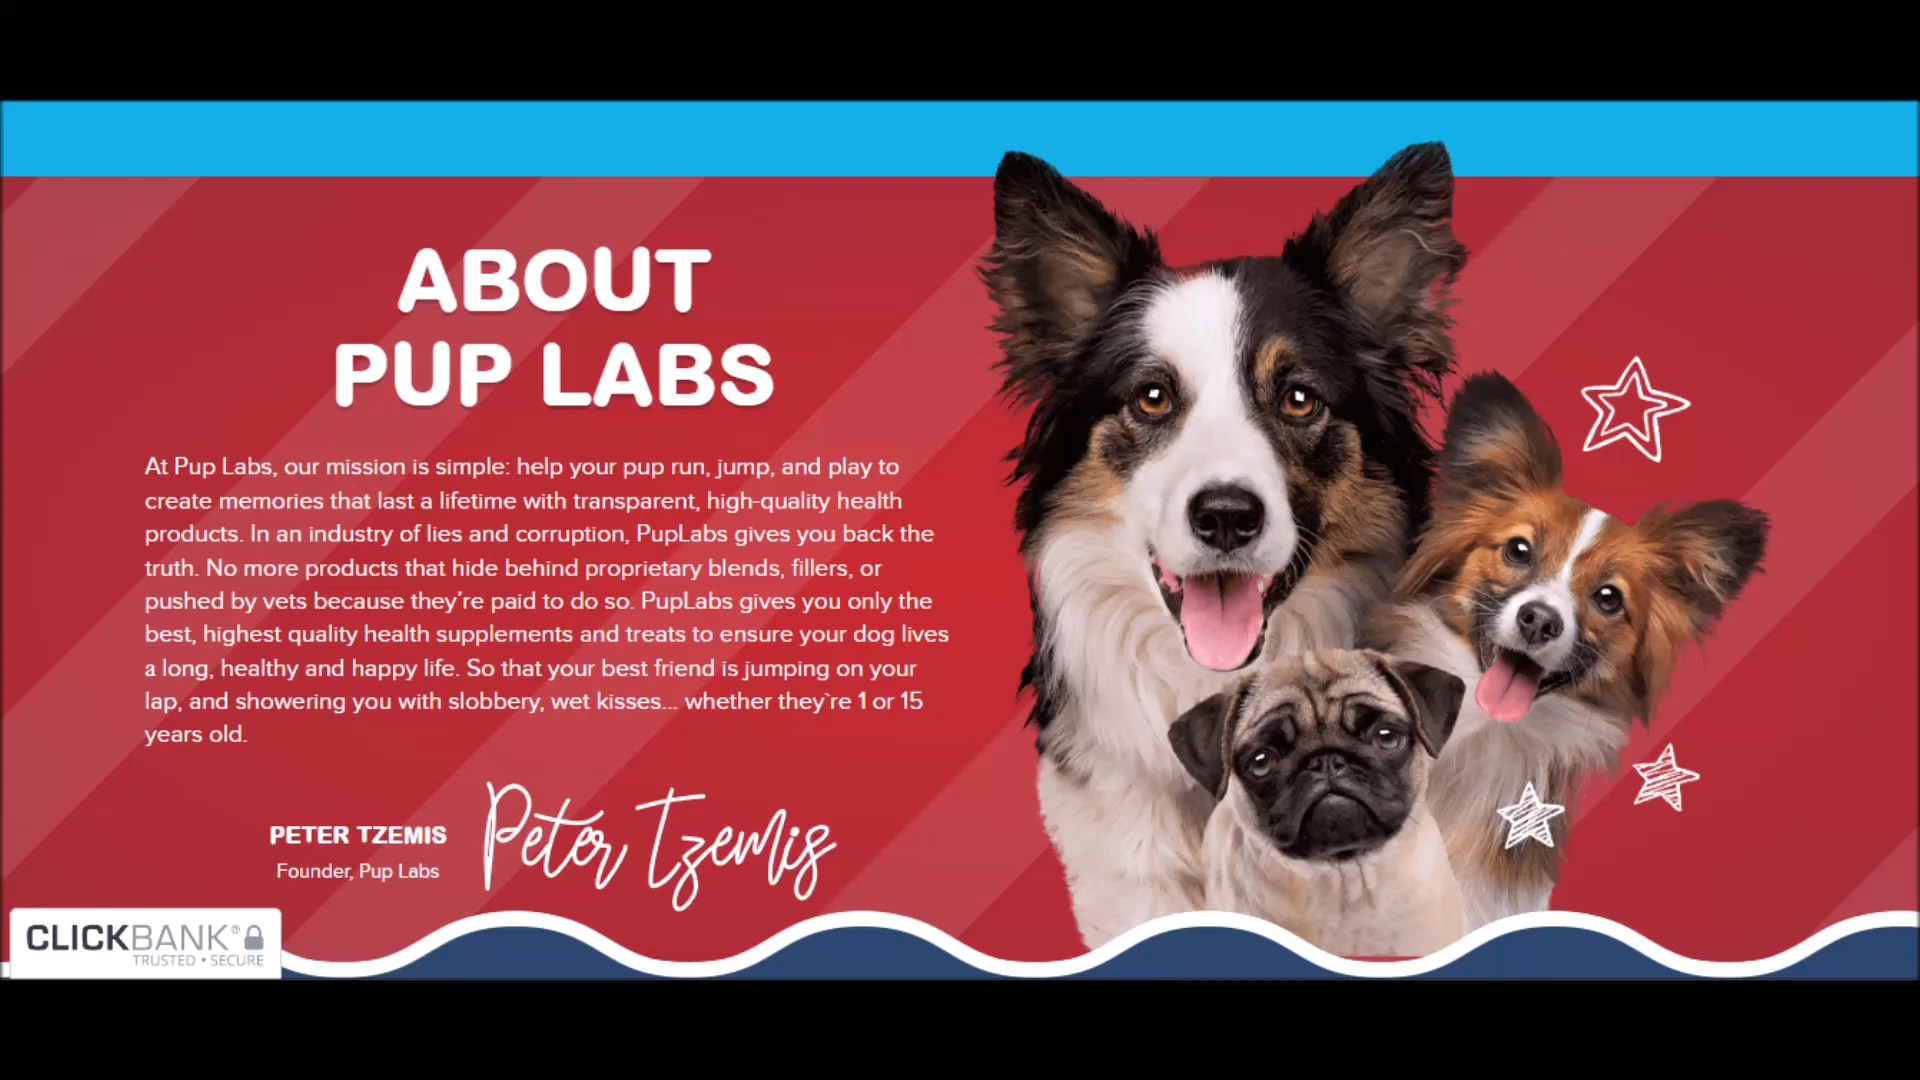 ABOUT
PUP LABS
At Pup Labs, our mission is simple: help your pup run, jump, and play to
create memories that last a lifetime with transparent, high-quality health
products. In an industry of lies and corruption, PupLabs gives you back the
truth. No more products that hide behind proprietary blends, fillers, or
pushed by vets because they're paid to do so. PupLabs gives you only the
best, highest quality health supplements and treats to ensure your dog lives
a long, healthy and happy life. So that your best friend is jumping on your
lap, and showering you with slobbery, wet kisses... whether they`re 1 or 15
years old.
PETER TZEMIS
Founder, Pup Labs
Peter Tzemis
CLICKBANK®
TRUSTED • SECURE